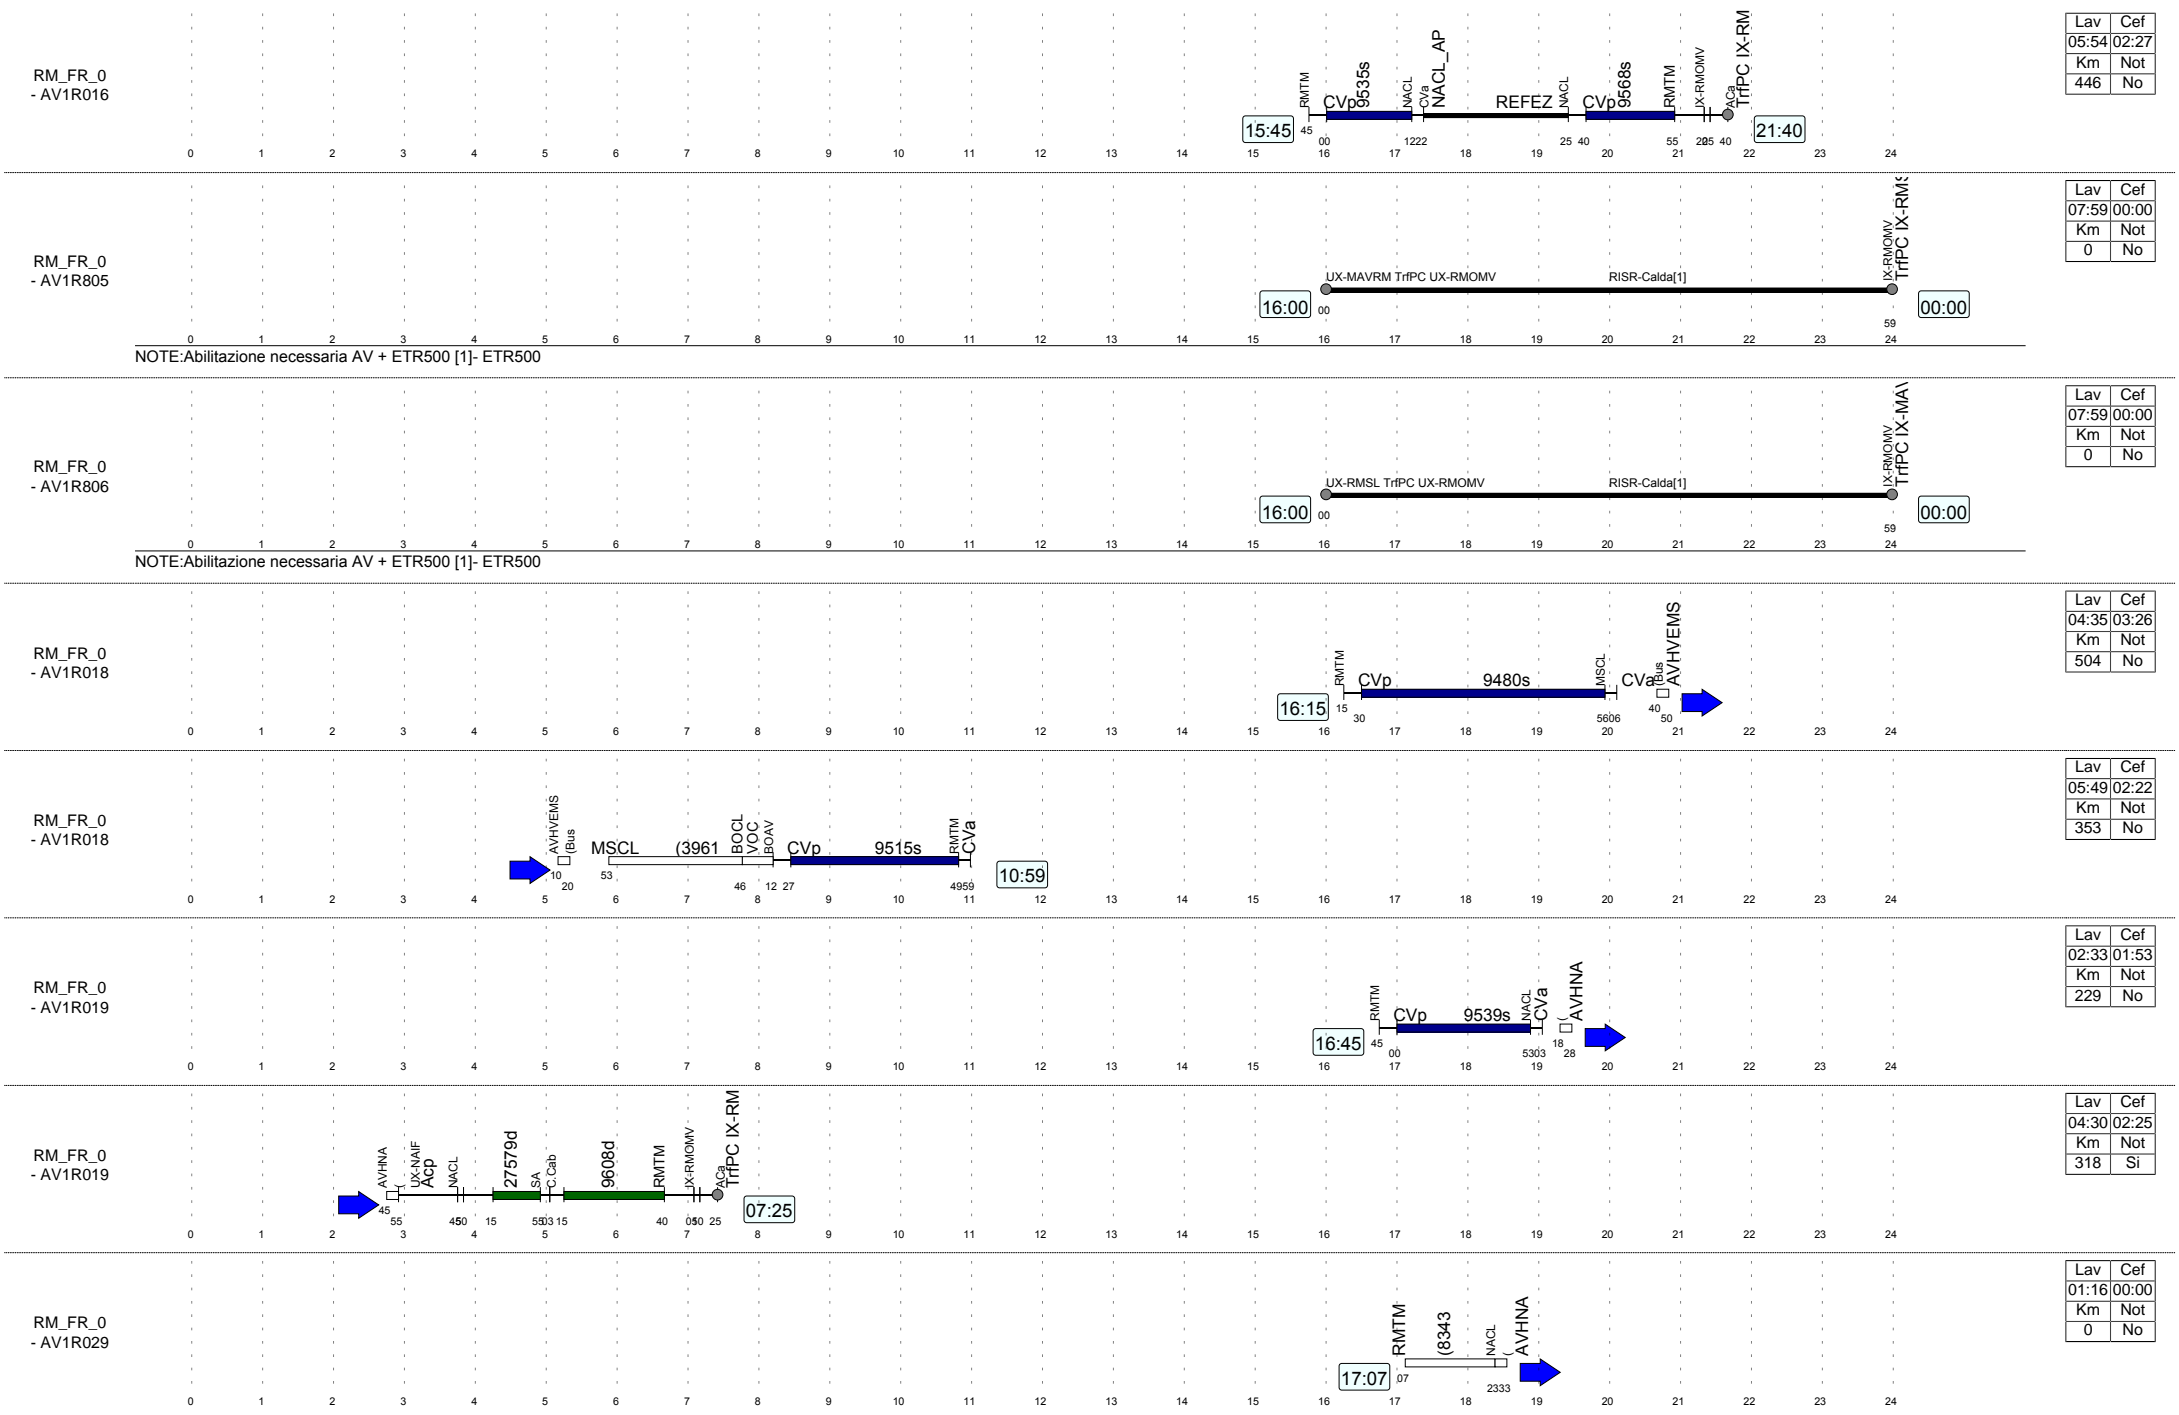 RM_FR_0
- AV1R016
15:45
RMTM
CVp
9535s
NACL
CVa
NACL_AP
REFEZ
NACL
CVp
9568s
RMTM
IX-RMOMV
ACa
TrfPC IX-RM
21:40
45 00 1222 25 40 55 40
0 1 2 3 4 5 6 7 8 9 10 11 12 13 14 15 16 17 18 19 20 21 22 23 24
Lav Cef
05:54 02:27
Km Not
446 No
RM_FR_0
- AV1R805
16:00
UX-MAVRM TrfPC UX-RMOMV
RISR-Calda[1]
IX-RMOMV
00:00
00 59
0 1 2 3 4 5 6 7 8 9 10 11 12 13 14 15 16 17 18 19 20 21 22 23 24
NOTE:Abilitazione necessaria AV + ETR500 [1]- ETR500
Lav Cef
07:59 00:00
Km Not
0 No
RM_FR_0
- AV1R806
16:00
UX-RMSL TrfPC UX-RMOMV
RISR-Calda[1]
IX-RMOMV
00:00
00 59
0 1 2 3 4 5 6 7 8 9 10 11 12 13 14 15 16 17 18 19 20 21 22 23 24
NOTE:Abilitazione necessaria AV + ETR500 [1]- ETR500
Lav Cef
07:59 00:00
Km Not
0 No
RM_FR_0
- AV1R018
16:15
RMTM
CVp
9480s
MSCL
CVa
(Bus
AVHVEMS
15 30 5606 40 50
0 1 2 3 4 5 6 7 8 9 10 11 12 13 14 15 16 17 18 19 20 21 22 23 24
Lav Cef
04:35 03:26
Km Not
504 No
RM_FR_0
- AV1R018
AVHVEMS
(Bus
MSCL
(3961
BOCL
VOC
BOAV
CVp
9515s
RMTM
CVa
10:59
10 20 53 46 12 27 4959
0 1 2 3 4 5 6 7 8 9 10 11 12 13 14 15 16 17 18 19 20 21 22 23 24
Lav Cef
05:49 02:22
Km Not
353 No
RM_FR_0
- AV1R019
16:45
RMTM
CVp
9539s
NACL
CVa
(
AVHNA
45 00 5303 18 28
0 1 2 3 4 5 6 7 8 9 10 11 12 13 14 15 16 17 18 19 20 21 22 23 24
Lav Cef
02:33 01:53
Km Not
229 No
RM_FR_0
- AV1R019
AVHNA
(
UX-NAIF
Acp
NACL
27579d
SA
C.Cab
9608d
RMTM
IX-RMOMV
ACa
TrfPC IX-RM
07:25
45 55 15 15 40 25
0 1 2 3 4 5 6 7 8 9 10 11 12 13 14 15 16 17 18 19 20 21 22 23 24
Lav Cef
04:30 02:25
Km Not
318 Si
RM_FR_0
- AV1R029
17:07
RMTM
(8343
NACL
(
AVHNA
07 2333
0 1 2 3 4 5 6 7 8 9 10 11 12 13 14 15 16 17 18 19 20 21 22 23 24
Lav Cef
01:16 00:00
Km Not
0 No